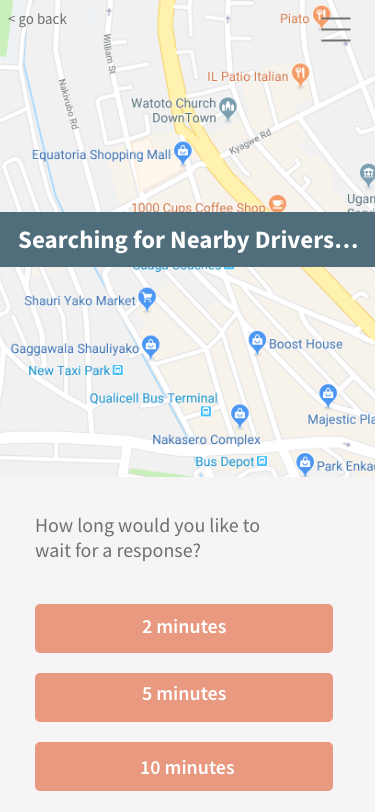 < go back
Piato
William St
IL Patio Italian
Nakivubo Rd
Watoto Church
DownTown
Kyagwe Rd
Equatoria Shopping Mall
Ugan
1000 Cups Coffee Shop
Searching for Nearby Drivers...
Shauri Yako Market
Gaggawala Shauliyako
Boost House
New Taxi Park
Qualicell Bus Terminal
Majestic Pla
Nakasero Complex
Bus Depot
Park Enka
How long would you like to
wait for a response?
2 minutes
5 minutes
10 minutes